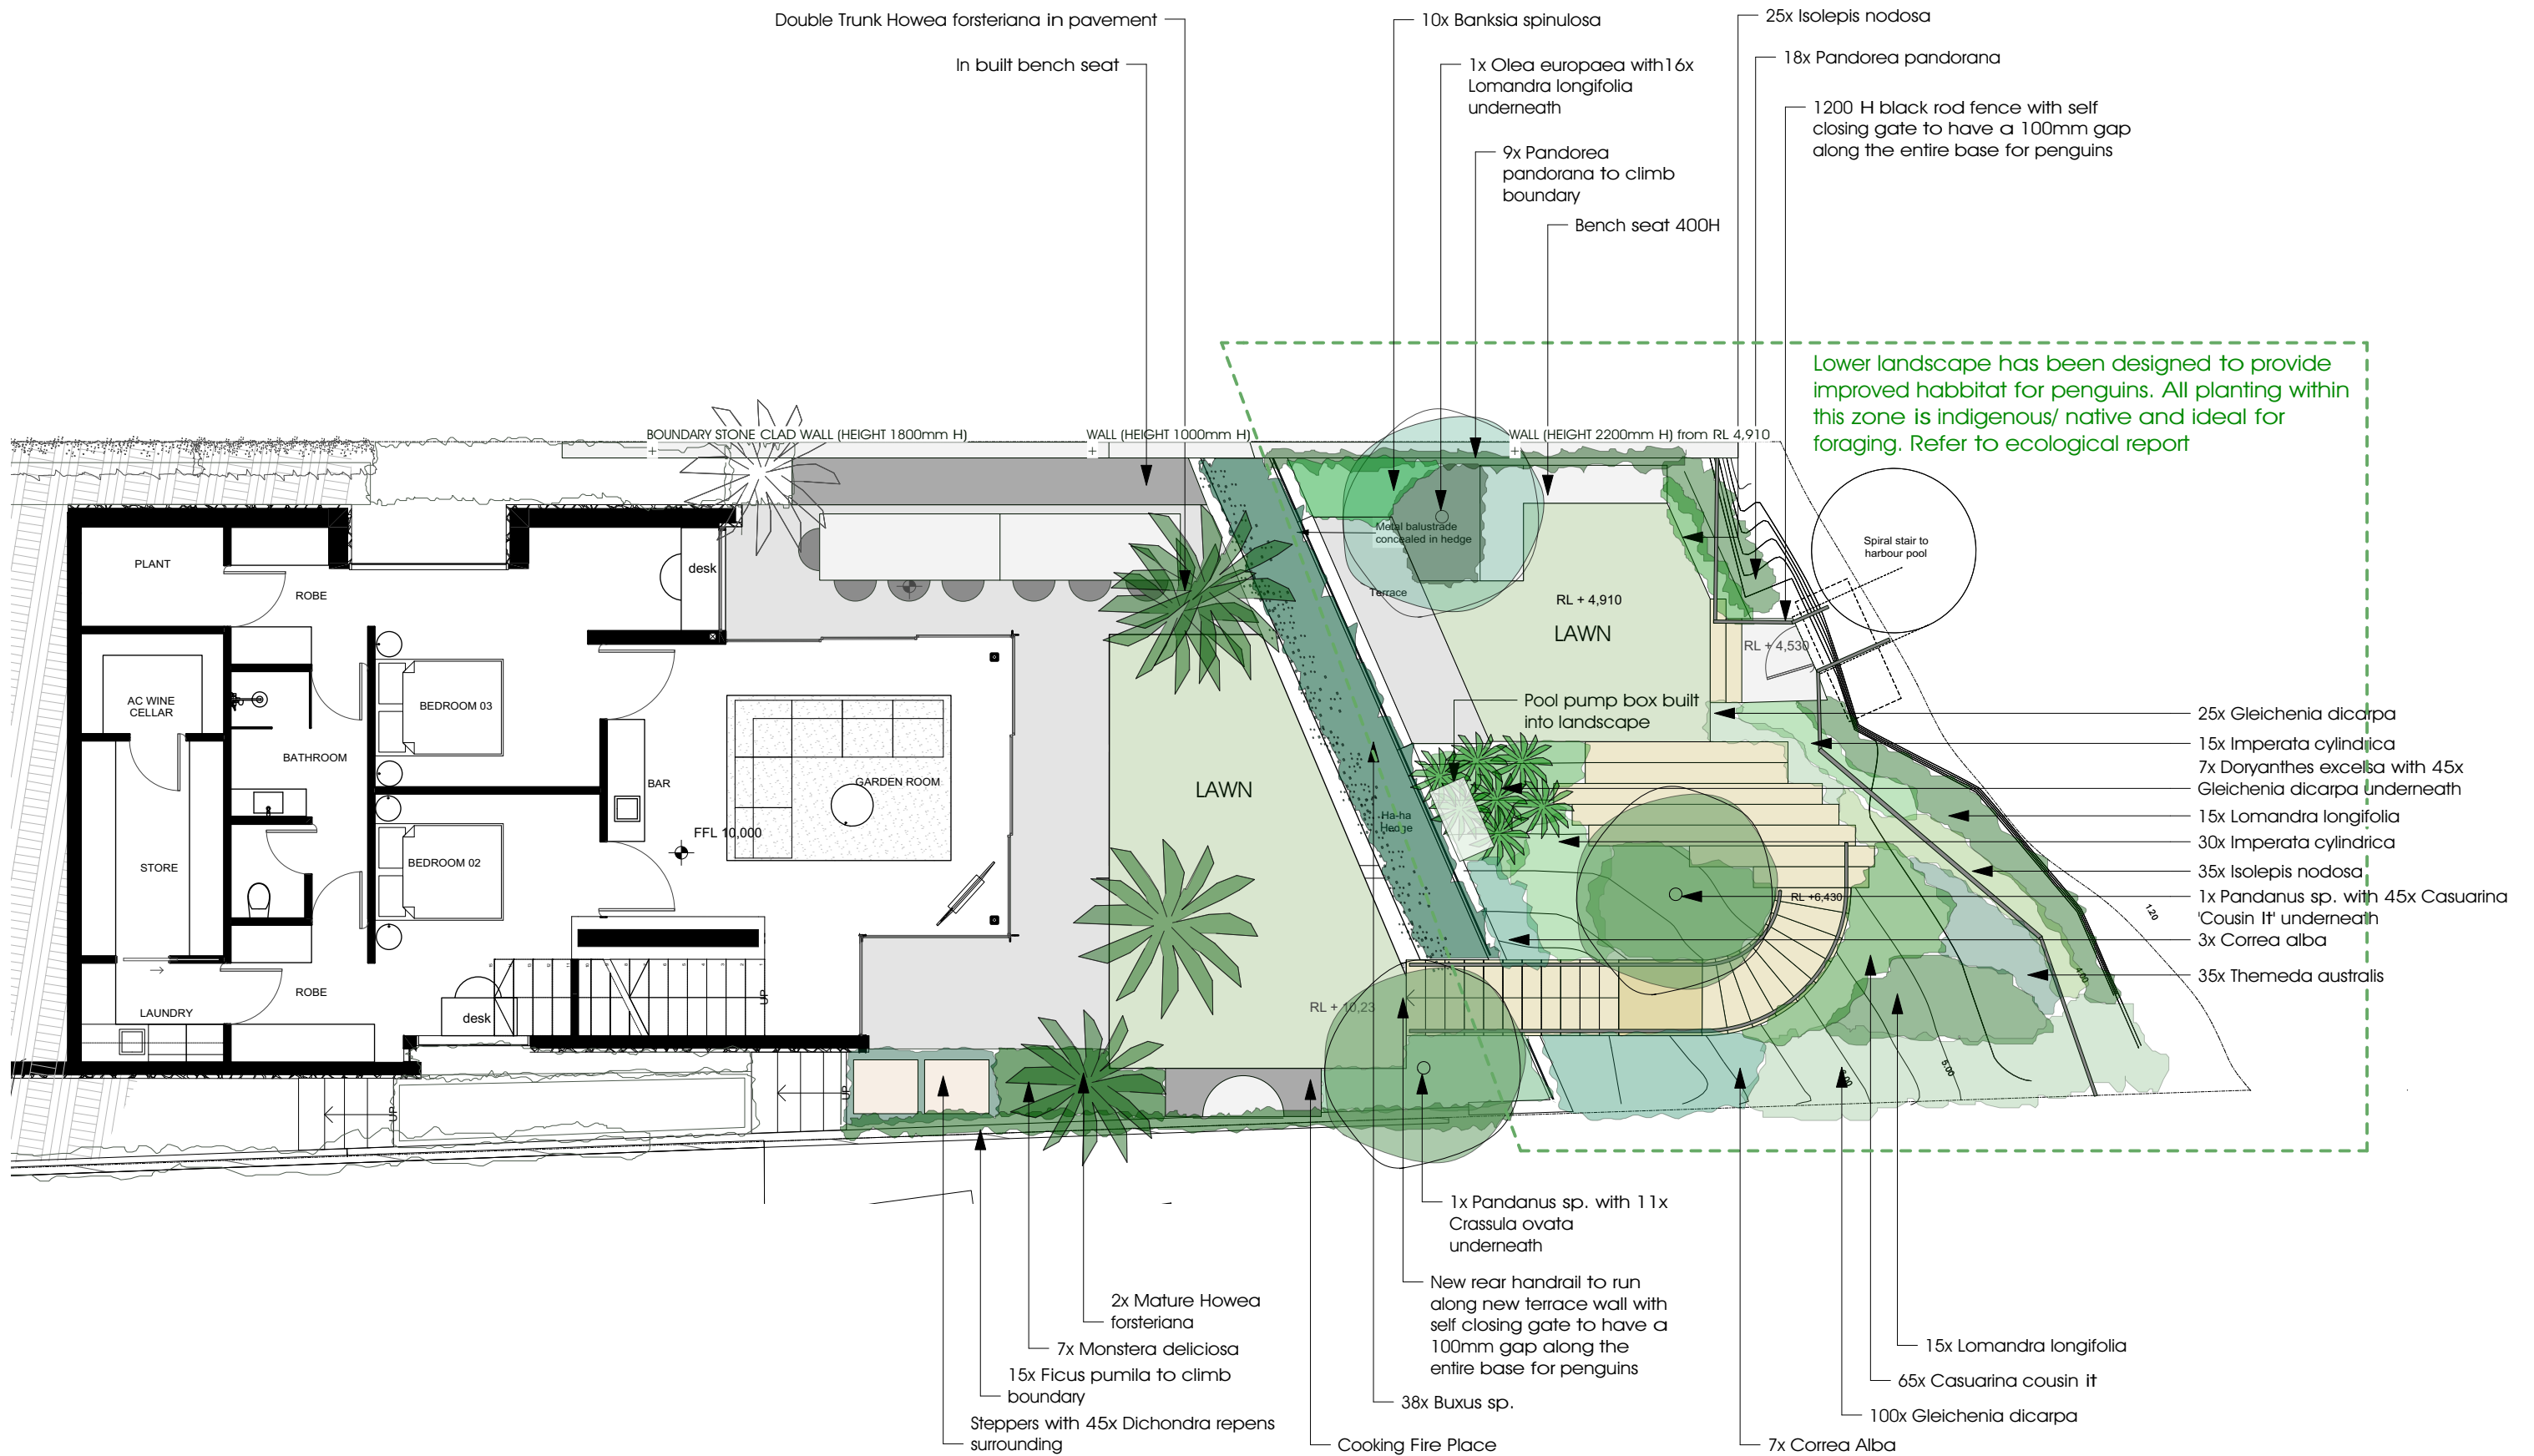 Double Trunk Howea forsteriana in pavement
In built bench seat
10x Banksia spinulosa
1x Olea europaea with16x
Lomandra longifolia
underneath
9x Pandorea
pandorana to climb
boundary
Bench seat 400H
25x Isolepis nodosa
18x Pandorea pandorana
1200 H black rod fence with self
closing gate to have a 100mm gap
along the entire base for penguins
Lower landscape has been designed to provide
improved habbitat for penguins. All planting within
this zone is indigenous/ native and ideal for
foraging. Refer to ecological report
BOUNDARY STONE CLAD WALL (HEIGHT 1800mm H)
WALL (HEIGHT 1000mm H)
WALL (HEIGHT 2200mm H) from RL 4,910
Metal balustrade
concealed in hedge
Spiral stair to
harbour pool
PLANT
ROBE
desk
Terrace
RL + 4,910
LAWN
RL + 4,530
AC WINE
CELLAR
BEDROOM 03
BATHROOM
BAR
GARDEN ROOM
LAWN
Pool pump box built
into landscape
FFL 10,000
Ha-ha
Hedge
STORE
BEDROOM 02
RL +6,430
LAUNDRY
ROBE
desk
UP
RL + 10,23
UP
UP
1.20
4.00
5.00
25x Gleichenia dicarpa
15x Imperata cylindrica
7x Doryanthes excelsa with 45x
Gleichenia dicarpa underneath
15x Lomandra longifolia
30x Imperata cylindrica
35x Isolepis nodosa
1x Pandanus sp. with 45x Casuarina
'Cousin It' underneath
3x Correa alba
35x Themeda australis
1x Pandanus sp. with 11x
Crassula ovata
underneath
New rear handrail to run
along new terrace wall with
self closing gate to have a
100mm gap along the
entire base for penguins
2x Mature Howea
forsteriana
7x Monstera deliciosa
15x Ficus pumila to climb
boundary
Steppers with 45x Dichondra repens
surrounding
38x Buxus sp.
Cooking Fire Place
15x Lomandra longifolia
65x Casuarina cousin it
100x Gleichenia dicarpa
7x Correa Alba